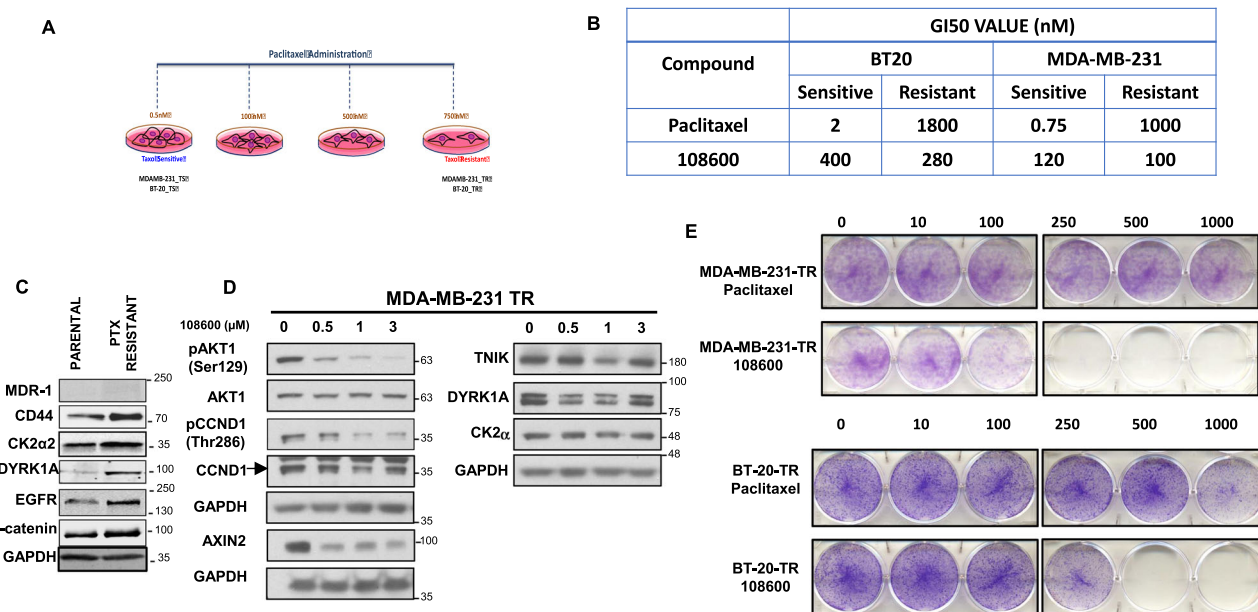 A
Paclitaxel Administration
0.5nM
100nM
500nM
750nM
Taxol Sensitive
Taxol Resistant
MDAMB-231_TS
BT-20_TS
MDAMB-231_TR
BT-20_TR
B
Compound
GI50 VALUE (nM)
BT20
MDA-MB-231
Sensitive
Resistant
Sensitive
Resistant
Paclitaxel
2
1800
0.75
1000
108600
400
280
120
100
C
PARENTAL
PTX
RESISTANT
MDR-1
250
CD44
70
CK2α2
35
DYRK1A
100
EGFR
250
130
-catenin
100
GAPDH
35
D
MDA-MB-231 TR
108600 (μM)
0
0.5
1
3
pAKT1
(Ser129)
63
AKT1
63
pCCND1
(Thr286)
35
CCND1
35
GAPDH
35
AXIN2
100
GAPDH
35
0
0.5
1
3
TNIK
180
DYRK1A
100
75
CK2α
48
GAPDH
48
35
E
0
10
100
250
500
1000
MDA-MB-231-TR
Paclitaxel
MDA-MB-231-TR
108600
0
10
100
250
500
1000
BT-20-TR
Paclitaxel
BT-20-TR
108600